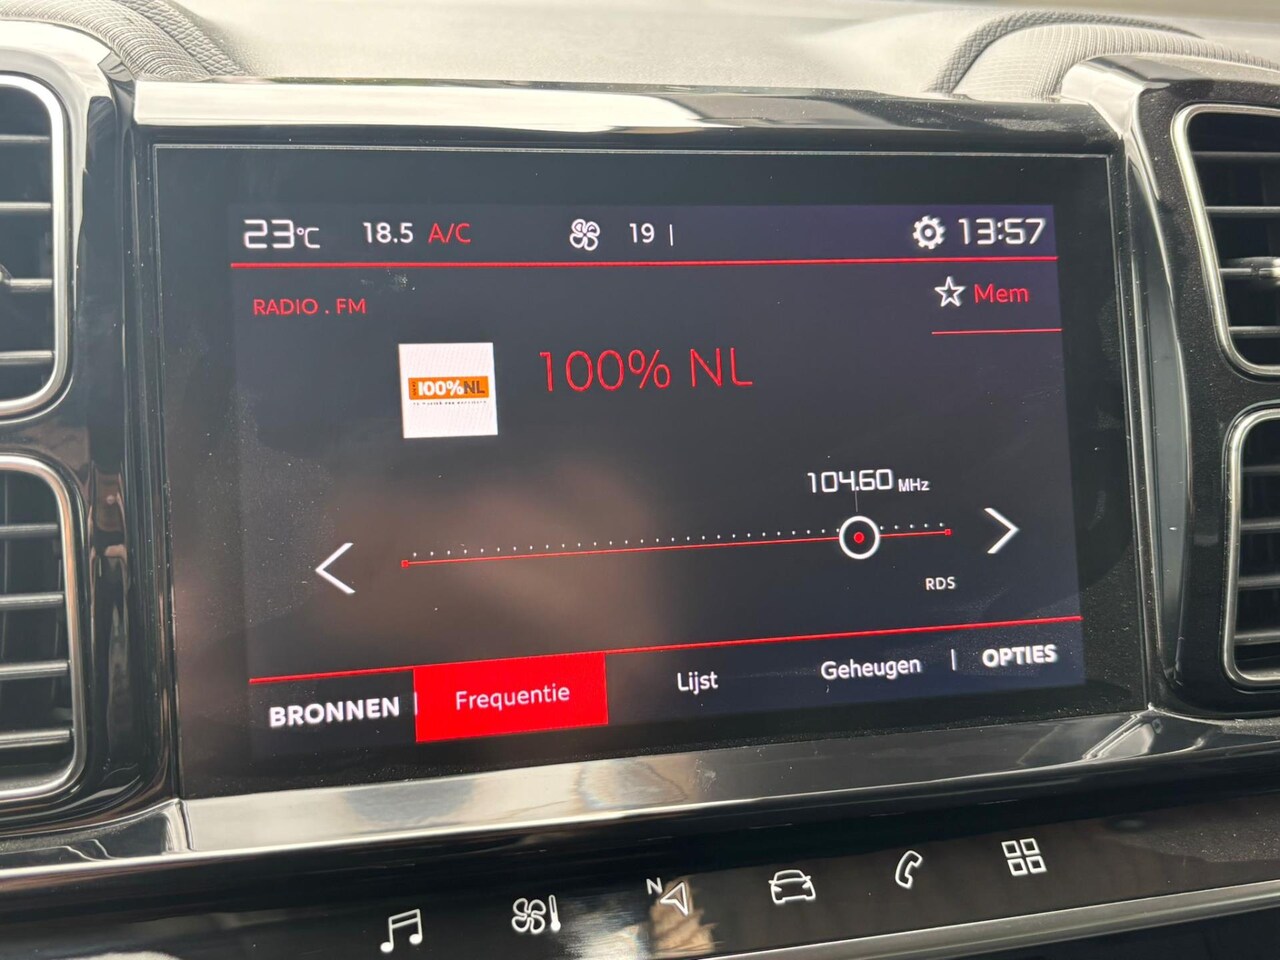 23°C 18.5 A/C 19 | 13:57
RADIO . FM
Mem
100%NL
100% NL
104.60 MHz
RDS
BRONNEN | Frequentie Lijst Geheugen | OPTIES
N